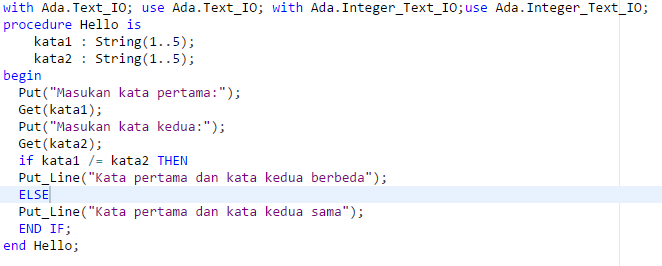 with Ada.Text_IO; use Ada.Text_IO; with Ada.Integer_Text_IO;use Ada.Integer_Text_IO;
procedure Hello is
    kata1 : String(1..5);
    kata2 : String(1..5);
begin
  Put("Masukan kata pertama:");
  Get(kata1);
  Put("Masukan kata kedua:");
  Get(kata2);
  if kata1 /= kata2 THEN
  Put_Line("Kata pertama dan kata kedua berbeda");
  ELSE
  Put_Line("Kata pertama dan kata kedua sama");
  END IF;
end Hello;